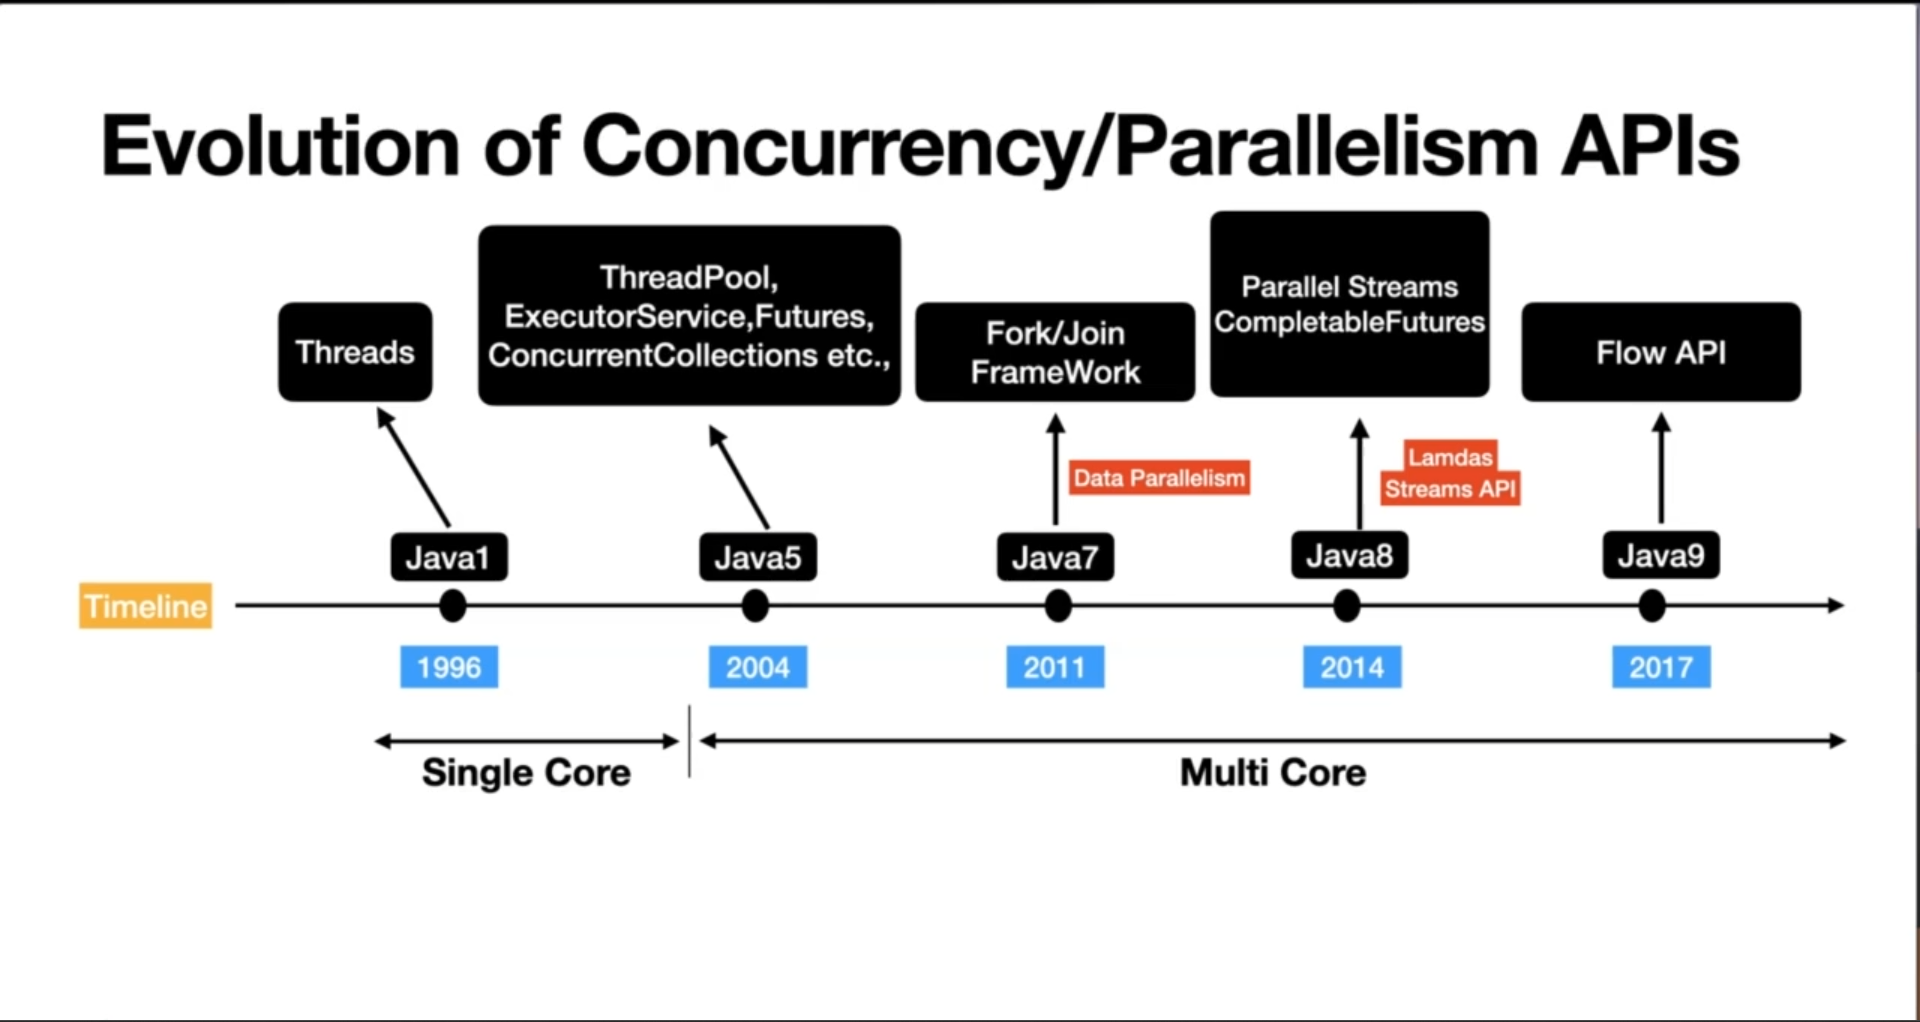 Evolution of Concurrency/Parallelism APIs
Threads
ThreadPool,
ExecutorService,Futures,
ConcurrentCollections etc.,
Fork/Join
FrameWork
Parallel Streams
CompletableFutures
Flow API
Data Parallelism
Lamdas
Streams API
Java1
Java5
Java7
Java8
Java9
Timeline
1996
2004
2011
2014
2017
Single Core
Multi Core